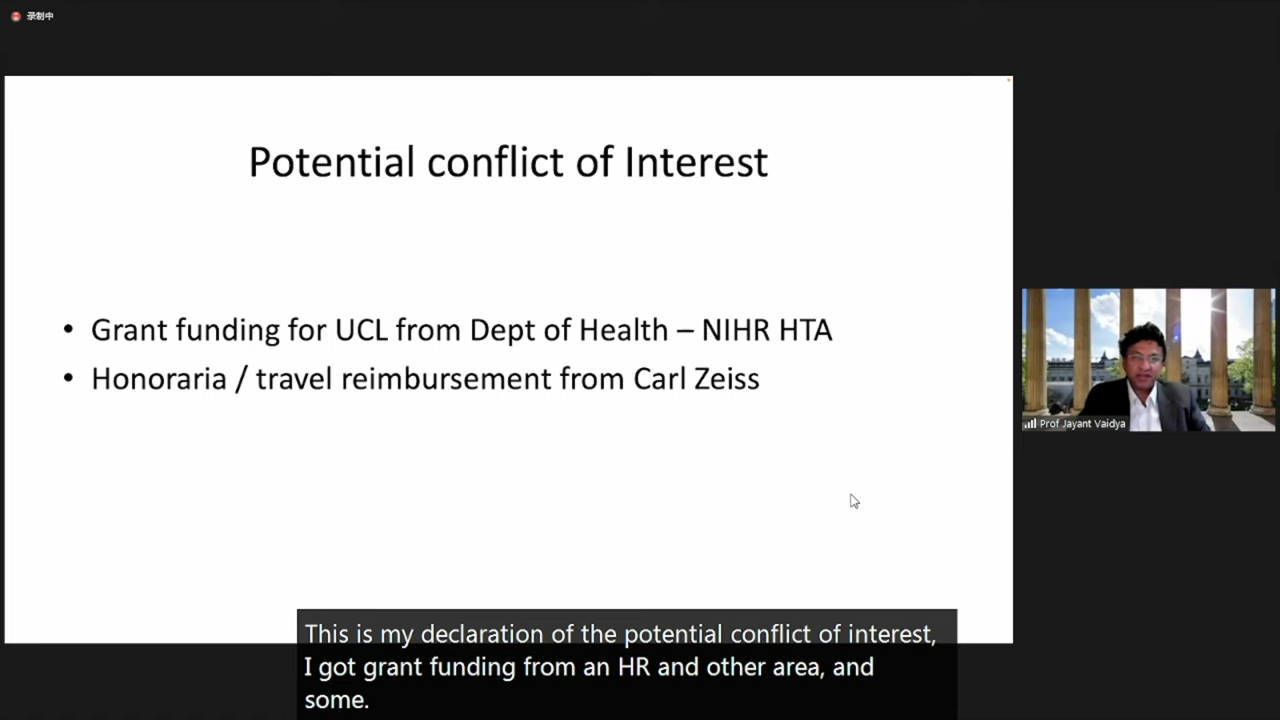 录制中
Potential conflict of Interest
• Grant funding for UCL from Dept of Health – NIHR HTA
• Honoraria / travel reimbursement from Carl Zeiss
Prof Jayant Vaidya
This is my declaration of the potential conflict of interest,
I got grant funding from an HR and other area, and
some.